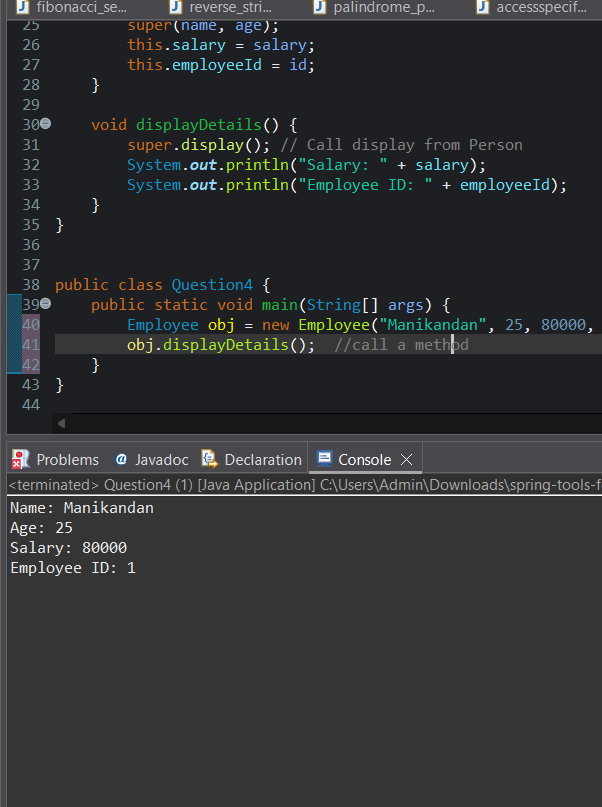 fibonacci_se... reverse_stri... palindrome_p... accessspecif...
25 super(name, age);
26 this.salary = salary;
27 this.employeeId = id;
28 }
29
30 void displayDetails() {
31 super.display(); // Call display from Person
32 System.out.println("Salary: " + salary);
33 System.out.println("Employee ID: " + employeeId);
34 }
35 }
36
37
38 public class Question4 {
39 public static void main(String[] args) {
40 Employee obj = new Employee("Manikandan", 25, 80000,
41 obj.displayDetails(); //call a method
42 }
43 }
44
Problems @ Javadoc Declaration Console
<terminated> Question4 (1) [Java Application] C:\Users\Admin\Downloads\spring-tools-f
Name: Manikandan
Age: 25
Salary: 80000
Employee ID: 1